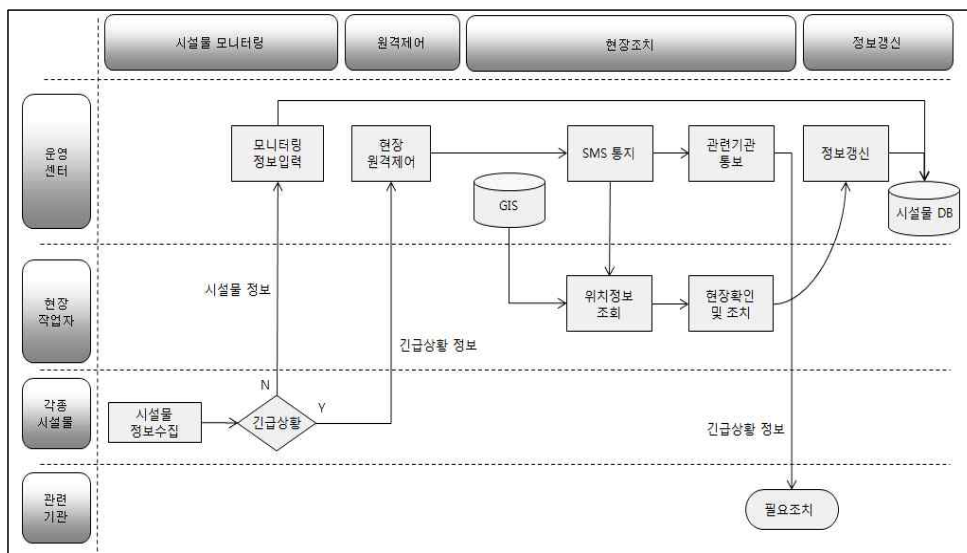 시설물 모니터링
원격제어
현장조치
정보갱신
운영
센터
모니터링
정보입력
현장
원격제어
SMS 통지
관련기관
통보
정보갱신
GIS
시설물 DB
현장
작업자
시설물 정보
위치정보
조회
현장확인
및 조치
긴급상황 정보
각종
시설물
시설물
정보수집
N
긴급상황
Y
긴급상황 정보
관련
기관
필요조치